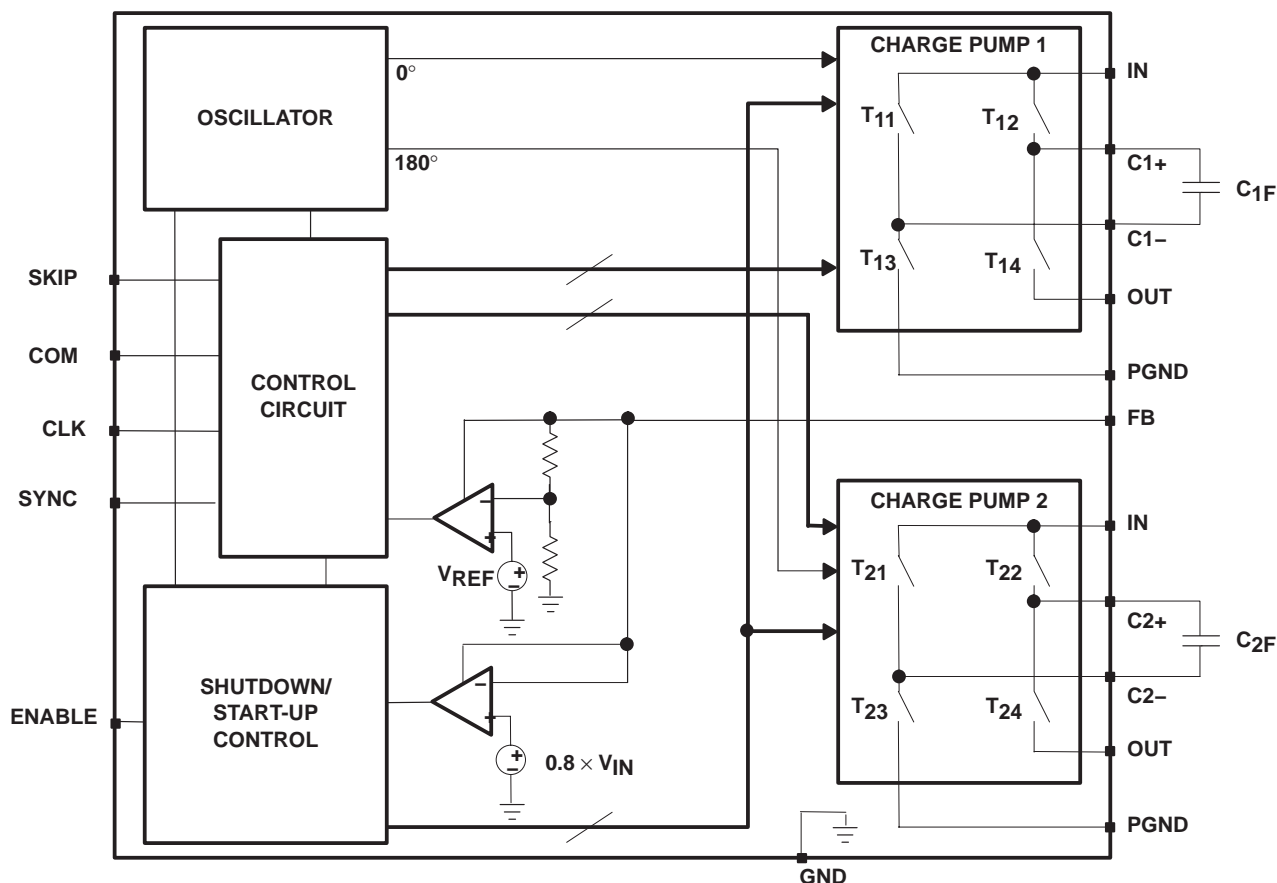 OSCILLATOR
0°
180°
CHARGE PUMP 1
T11
T12
T13
T14
IN
C1+
C1F
C1–
OUT
PGND
FB
SKIP
COM
CLK
SYNC
CONTROL
CIRCUIT
–
+
VREF
+
–
CHARGE PUMP 2
T21
T22
T23
T24
IN
C2+
C2F
C2–
OUT
PGND
ENABLE
SHUTDOWN/
START-UP
CONTROL
–
+
+
–
0.8 × VIN
GND